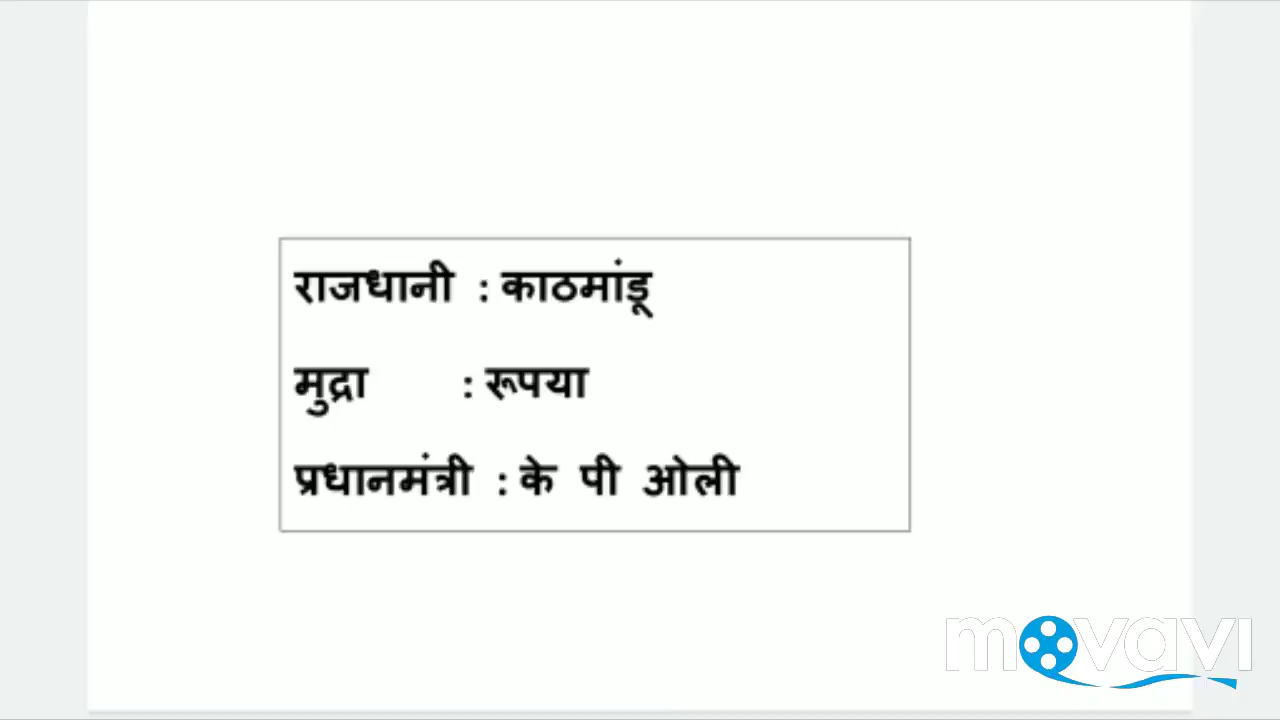 राजधानी : काठमांडू
मुद्रा : रूपया
प्रधानमंत्री : के पी ओली
movavi